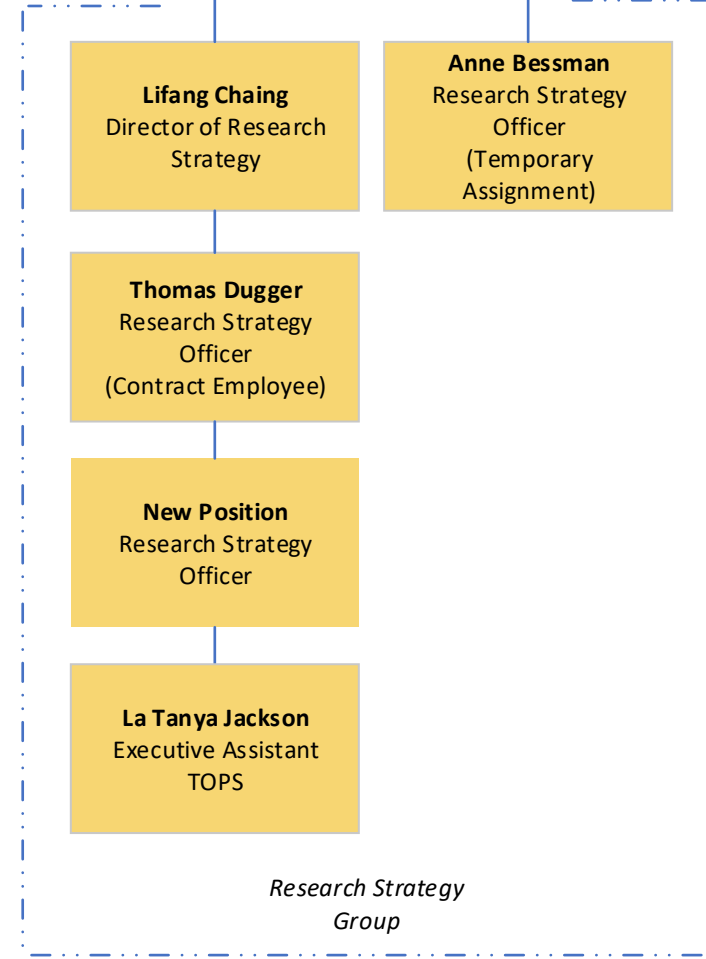 Lifang Chaing
Director of Research
Strategy
Anne Bessman
Research Strategy
Officer
(Temporary
Assignment)
Thomas Dugger
Research Strategy
Officer
(Contract Employee)
New Position
Research Strategy
Officer
La Tanya Jackson
Executive Assistant
TOPS
Research Strategy
Group